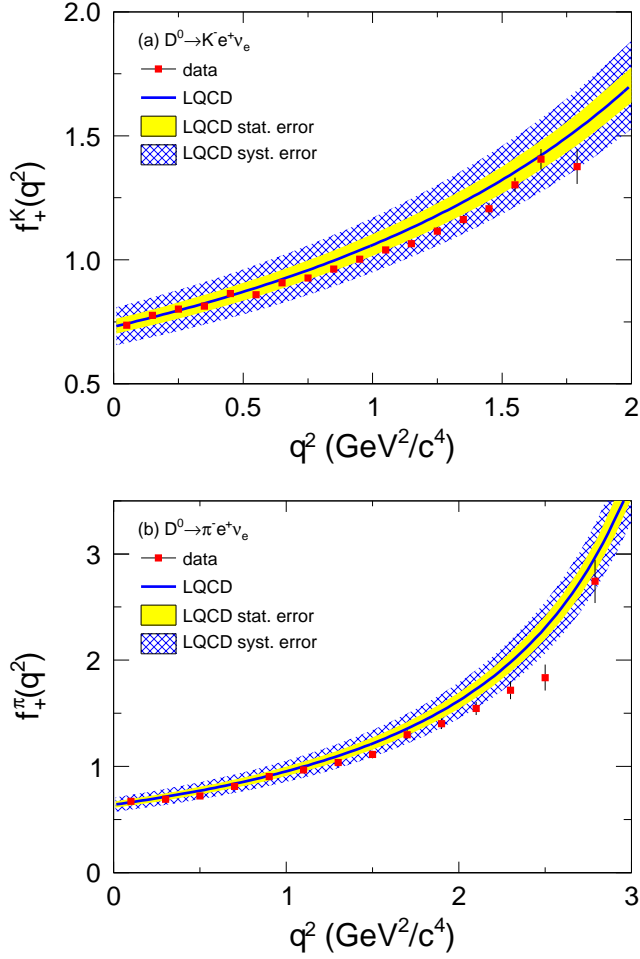 2.0
(a) D⁰→K⁻e⁺νₑ
data
LQCD
LQCD stat. error
LQCD syst. error
1.5
f₊ᴷ(q²)
1.0
0.5
0 0.5 1 1.5 2
q² (GeV²/c⁴)
(b) D⁰→π⁻e⁺νₑ
3
data
LQCD
LQCD stat. error
LQCD syst. error
2
f₊^π(q²)
1
0
0 1 2 3
q² (GeV²/c⁴)